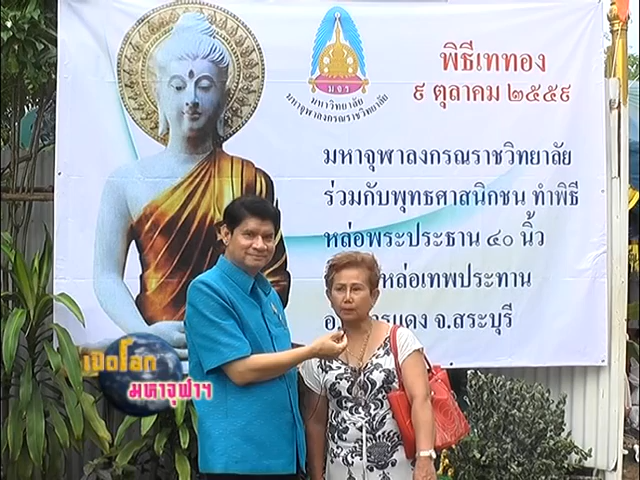 พิธีเททอง
๙ ตุลาคม ๒๕๕๙
มจร
มหาวิทยาลัย
มหาจุฬาลงกรณราชวิทยาลัย
มหาจุฬาลงกรณราชวิทยาลัย
ร่วมกับพุทธศาสนิกชน ทำพิธี
หล่อพระประธาน ๔๐ นิ้ว
หล่อเทพประทาน
แดง จ.สระบุรี
เปิดโลก
มหาจุฬาฯ